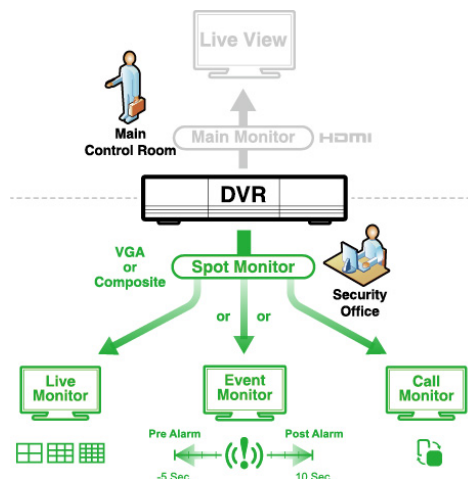 Live View
Main
Control Room
Main Monitor
HDMI
DVR
VGA
or
Composite
Spot Monitor
Security
Office
or
or
Live
Monitor
Event
Monitor
Call
Monitor
Pre Alarm
Post Alarm
-5 Sec
10 Sec